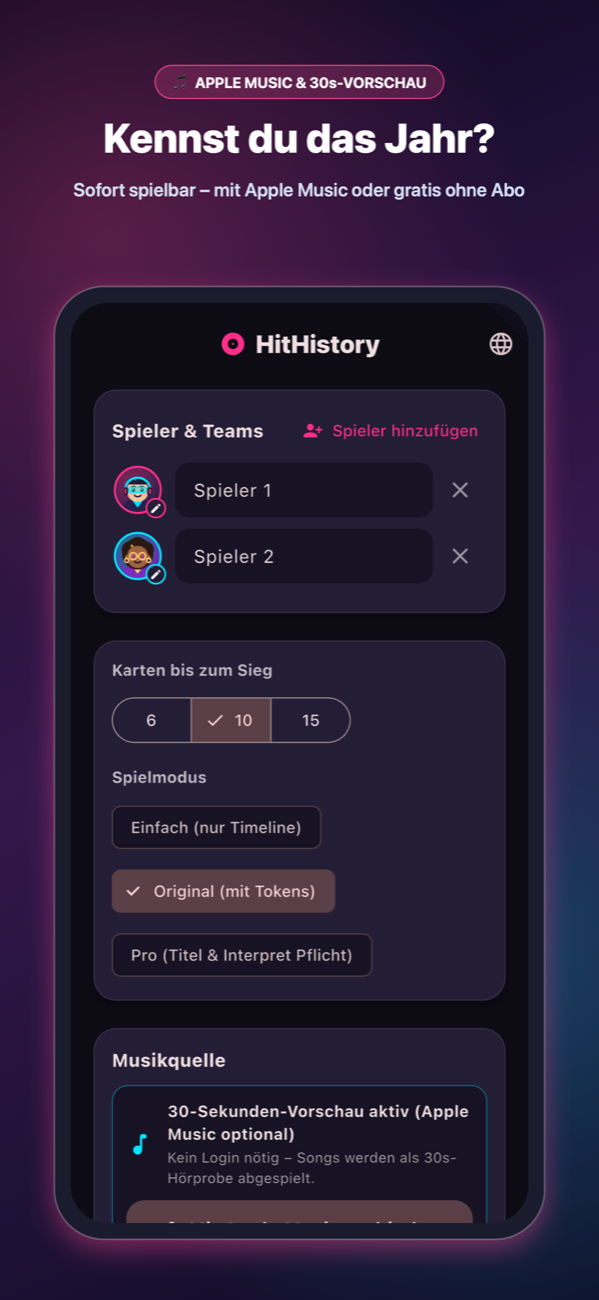 🎵 APPLE MUSIC & 30s-VORSCHAU
Kennst du das Jahr?
Sofort spielbar – mit Apple Music oder gratis ohne Abo
HitHistory
Spieler & Teams
Spieler hinzufügen
Spieler 1
Spieler 2
Karten bis zum Sieg
6
10
15
Spielmodus
Einfach (nur Timeline)
Original (mit Tokens)
Pro (Titel & Interpret Pflicht)
Musikquelle
30-Sekunden-Vorschau aktiv (Apple
Music optional)
Kein Login nötig – Songs werden als 30s-
Hörprobe abgespielt.